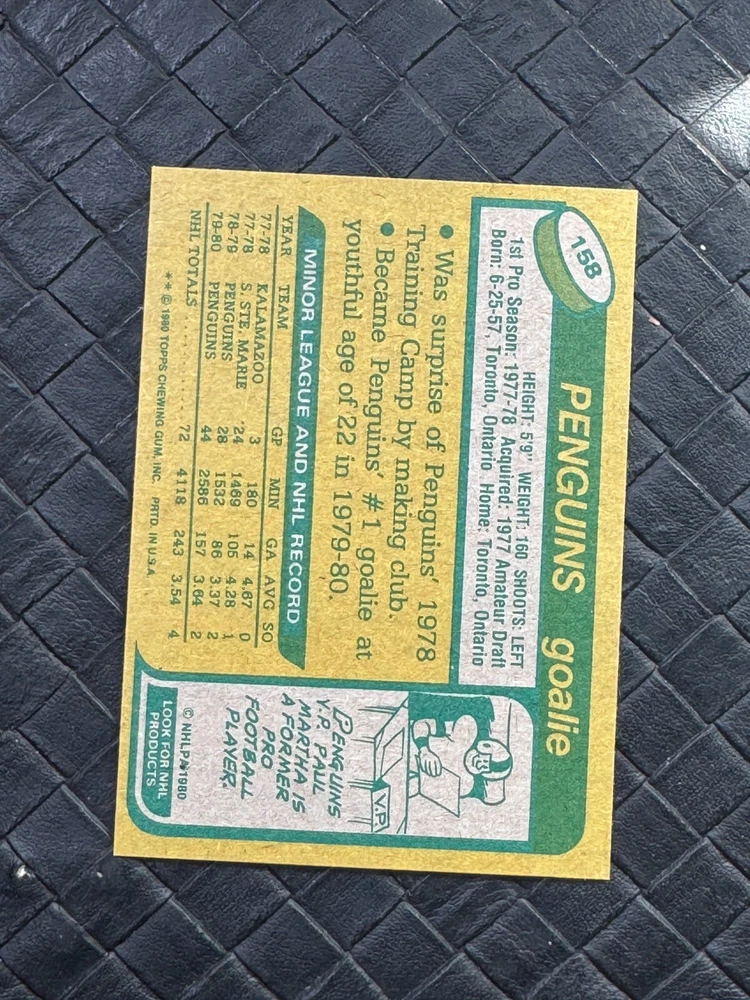 158
PENGUINS goalie
HEIGHT: 5'9" WEIGHT: 160 SHOOTS: LEFT
1st Pro Season: 1977-78 Acquired: 1977 Amateur Draft
Born: 6-25-57, Toronto, Ontario Home: Toronto, Ontario
• Was surprise of Penguins' 1978
Training Camp by making club.
• Became Penguins' #1 goalie at
youthful age of 22 in 1979-80.
MINOR LEAGUE AND NHL RECORD
YEAR TEAM GP MIN GA AVG SO
77-78 KALAMAZOO 3 180 14 4.67 0
77-78 S. STE. MARIE 24 1469 105 4.28 1
78-79 PENGUINS 28 1532 86 3.37 2
79-80 PENGUINS 44 2586 157 3.64 2
NHL TOTALS . . . . . . . . . . 72 4118 243 3.54 4
** © 1980 TOPPS CHEWING GUM, INC. PRTD. IN U.S.A.
V.P.
PENGUINS
V.P. PAUL
MARTHA IS
A FORMER
PRO
FOOTBALL
PLAYER.
© NHLPA 1980
LOOK FOR NHL
PRODUCTS